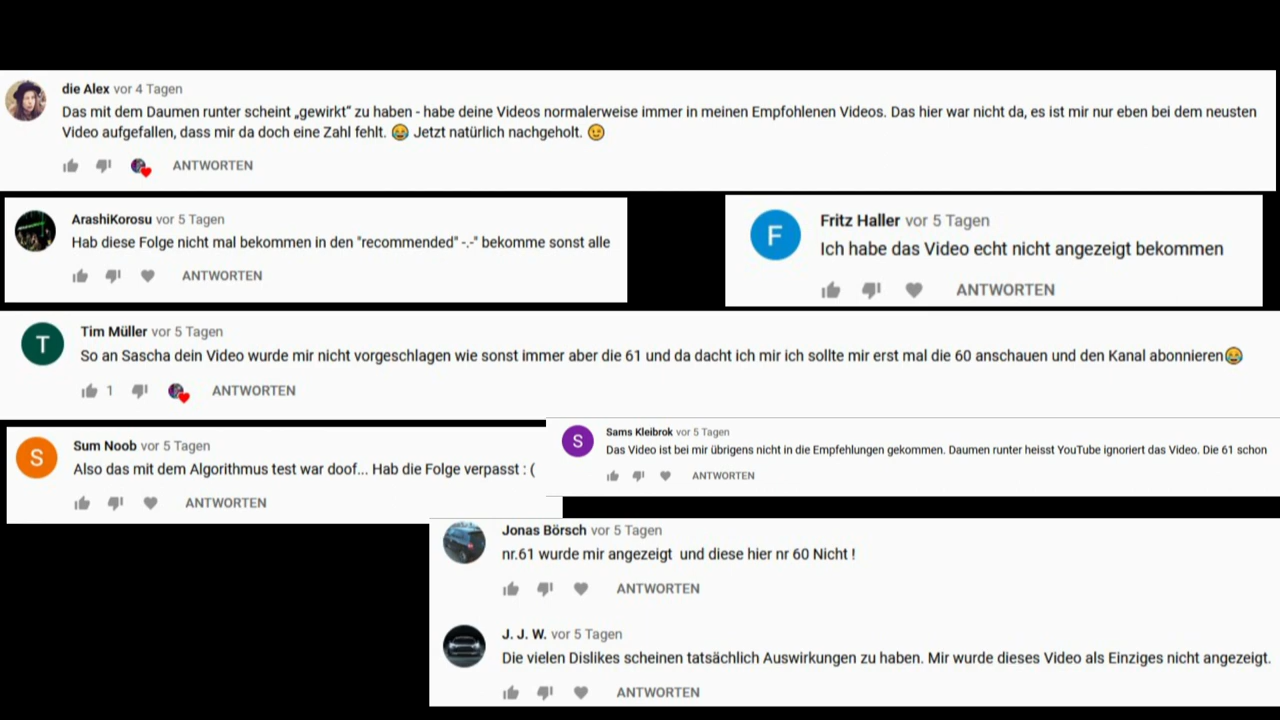 die Alex vor 4 Tagen
Das mit dem Daumen runter scheint „gewirkt“ zu haben - habe deine Videos normalerweise immer in meinen Empfohlenen Videos. Das hier war nicht da, es ist mir nur eben bei dem neusten
Video aufgefallen, dass mir da doch eine Zahl fehlt. 😂 Jetzt natürlich nachgeholt. 😉
ANTWORTEN
ArashiKorosu vor 5 Tagen
Hab diese Folge nicht mal bekommen in den "recommended" -.-" bekomme sonst alle
ANTWORTEN
F
Fritz Haller vor 5 Tagen
Ich habe das Video echt nicht angezeigt bekommen
ANTWORTEN
T
Tim Müller vor 5 Tagen
So an Sascha dein Video wurde mir nicht vorgeschlagen wie sonst immer aber die 61 und da dacht ich mir ich sollte mir erst mal die 60 anschauen und den Kanal abonnieren😂
1 ANTWORTEN
S
Sum Noob vor 5 Tagen
Also das mit dem Algorithmus test war doof... Hab die Folge verpasst : (
ANTWORTEN
S
Sams Kleibrok vor 5 Tagen
Das Video ist bei mir übrigens nicht in die Empfehlungen gekommen. Daumen runter heisst YouTube ignoriert das Video. Die 61 schon
ANTWORTEN
Jonas Börsch vor 5 Tagen
nr.61 wurde mir angezeigt und diese hier nr 60 Nicht !
ANTWORTEN
J. J. W. vor 5 Tagen
Die vielen Dislikes scheinen tatsächlich Auswirkungen zu haben. Mir wurde dieses Video als Einziges nicht angezeigt.
ANTWORTEN